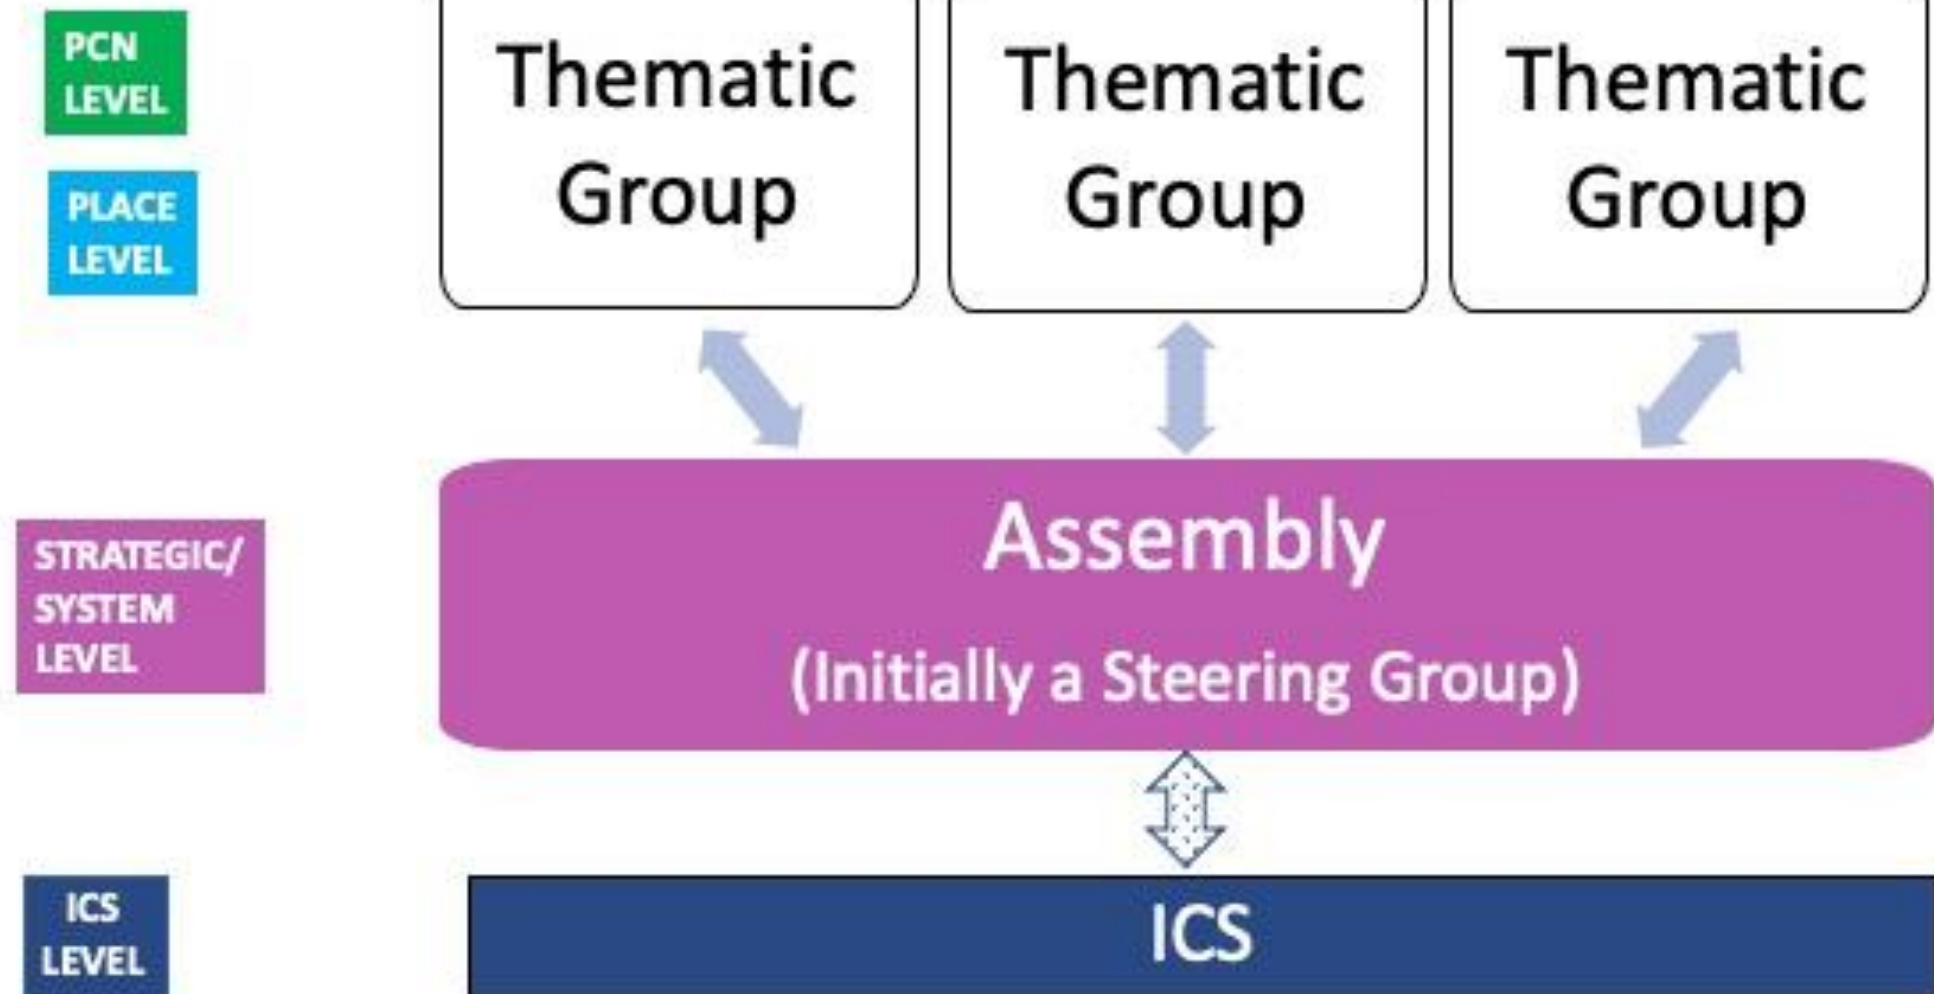 PCN
LEVEL
PLACE
LEVEL
Thematic
Group
Thematic
Group
Thematic
Group
STRATEGIC/
SYSTEM
LEVEL
Assembly
(Initially a Steering Group)
ICS
LEVEL
ICS